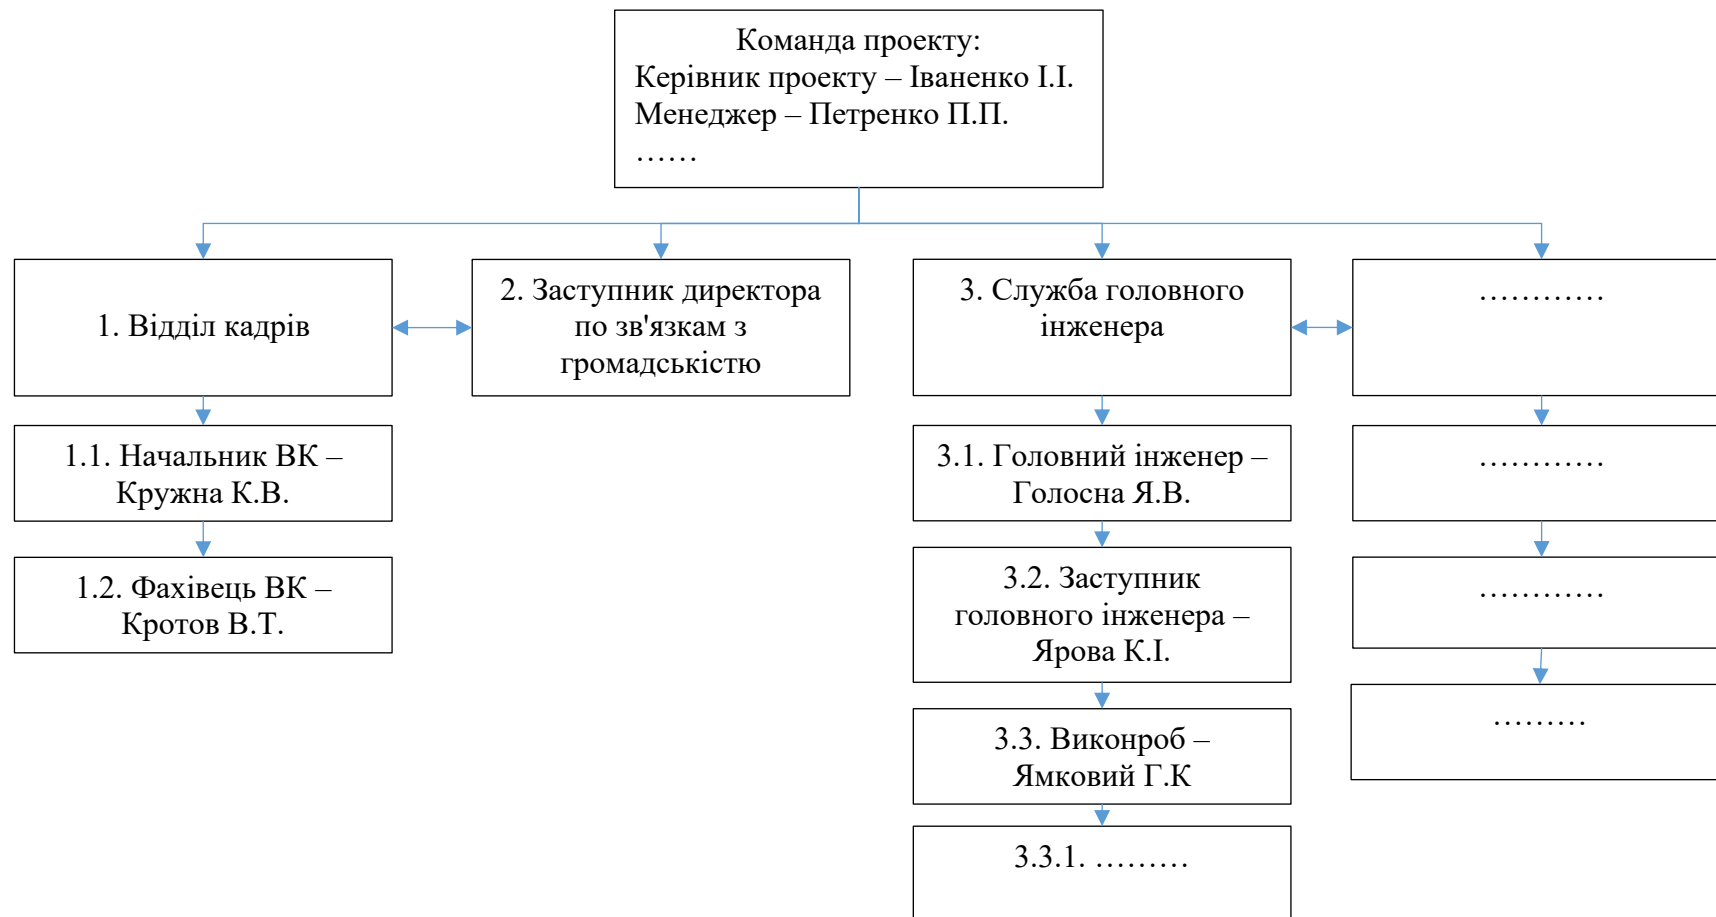 Команда проекту:
Керівник проекту – Іваненко І.І.
Менеджер – Петренко П.П.
……
1. Відділ кадрів
2. Заступник директора
по зв'язкам з
громадськістю
3. Служба головного
інженера
…………
1.1. Начальник ВК –
Кружна К.В.
3.1. Головний інженер –
Голосна Я.В.
…………
1.2. Фахівець ВК –
Кротов В.Т.
3.2. Заступник
головного інженера –
Ярова К.І.
…………
3.3. Виконроб –
Ямковий Г.К
………
3.3.1. ………